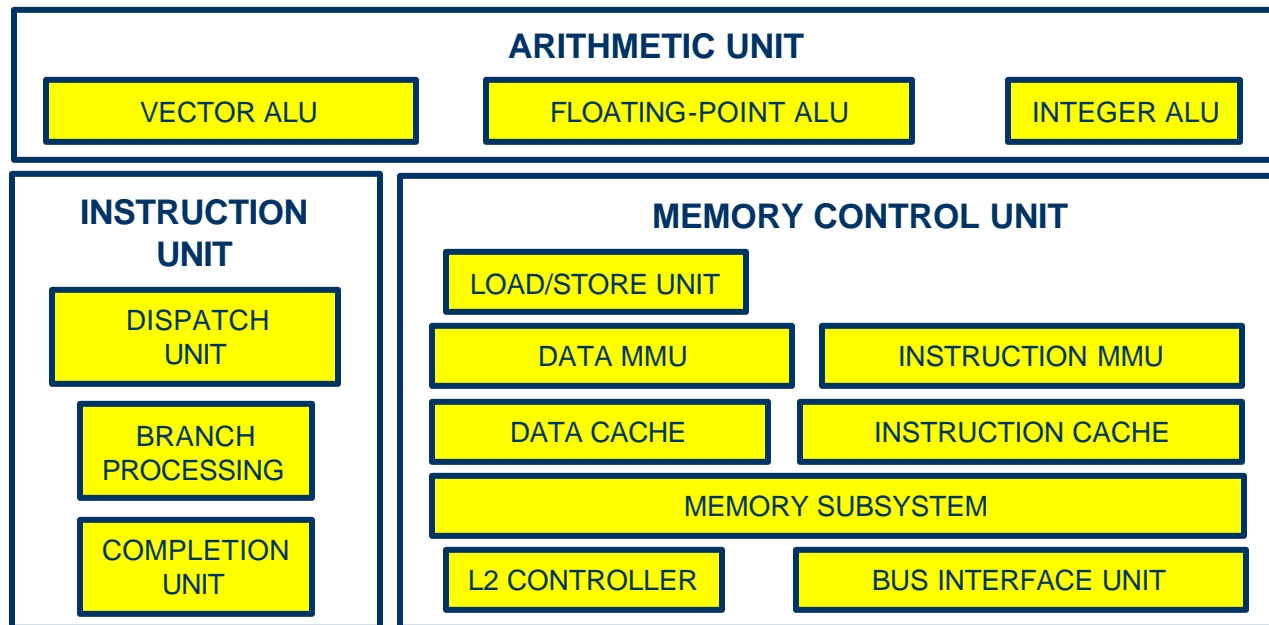 ARITHMETIC UNIT
VECTOR ALU
FLOATING-POINT ALU
INTEGER ALU
INSTRUCTION
UNIT
DISPATCH
UNIT
BRANCH
PROCESSING
COMPLETION
UNIT
MEMORY CONTROL UNIT
LOAD/STORE UNIT
DATA MMU
INSTRUCTION MMU
DATA CACHE
INSTRUCTION CACHE
MEMORY SUBSYSTEM
L2 CONTROLLER
BUS INTERFACE UNIT